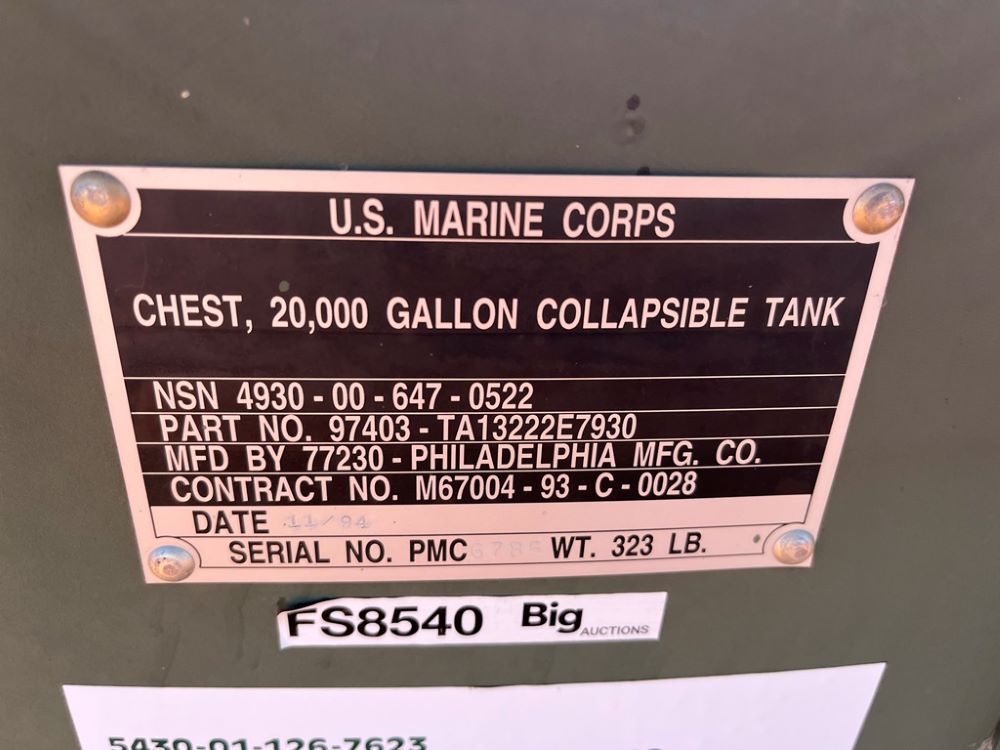 U.S. MARINE CORPS
CHEST, 20,000 GALLON COLLAPSIBLE TANK
NSN 4930 - 00 - 647 - 0522
PART NO. 97403 - TA13222E7930
MFD BY 77230 - PHILADELPHIA MFG. CO.
CONTRACT NO. M67004 - 93 - C - 0028
DATE 11/94
SERIAL NO. PMC WT. 323 LB.
FS8540 Big AUCTIONS
5430-01-126-7623